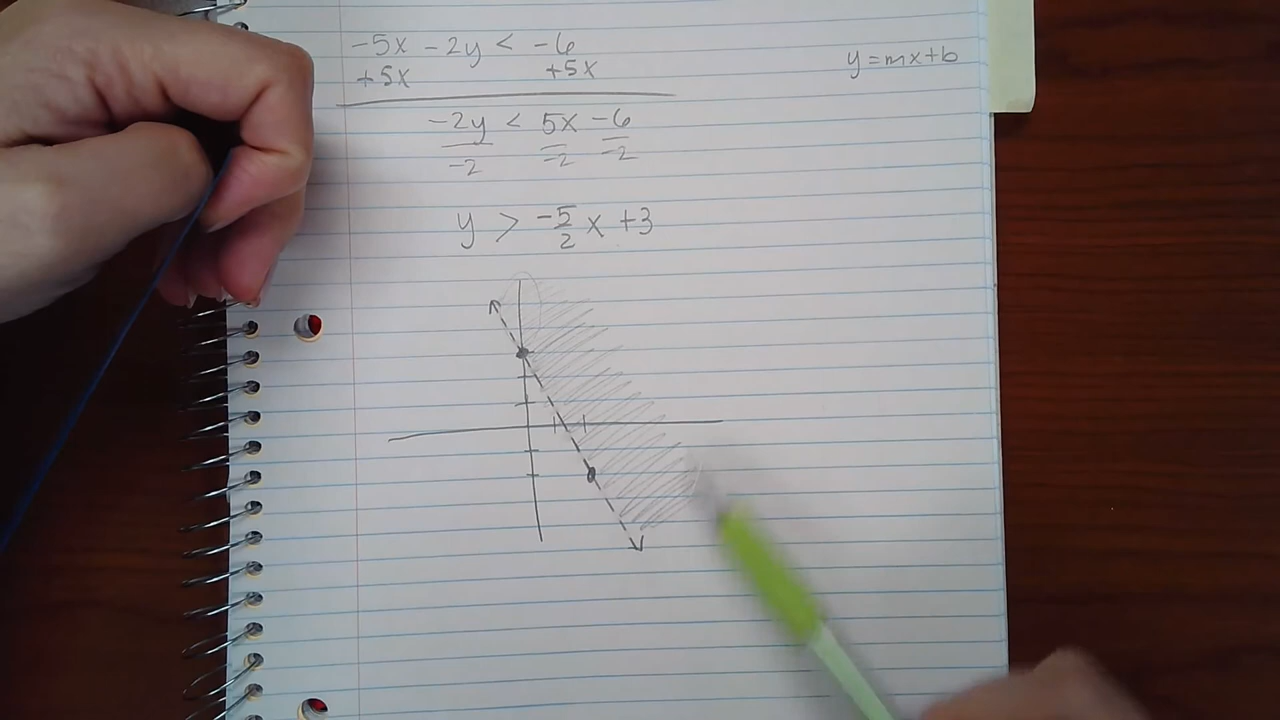 -5x - 2y < -6
y = mx + b
+5x +5x
-2y < 5x - 6
-2 -2 -2
y > -5/2 x + 3